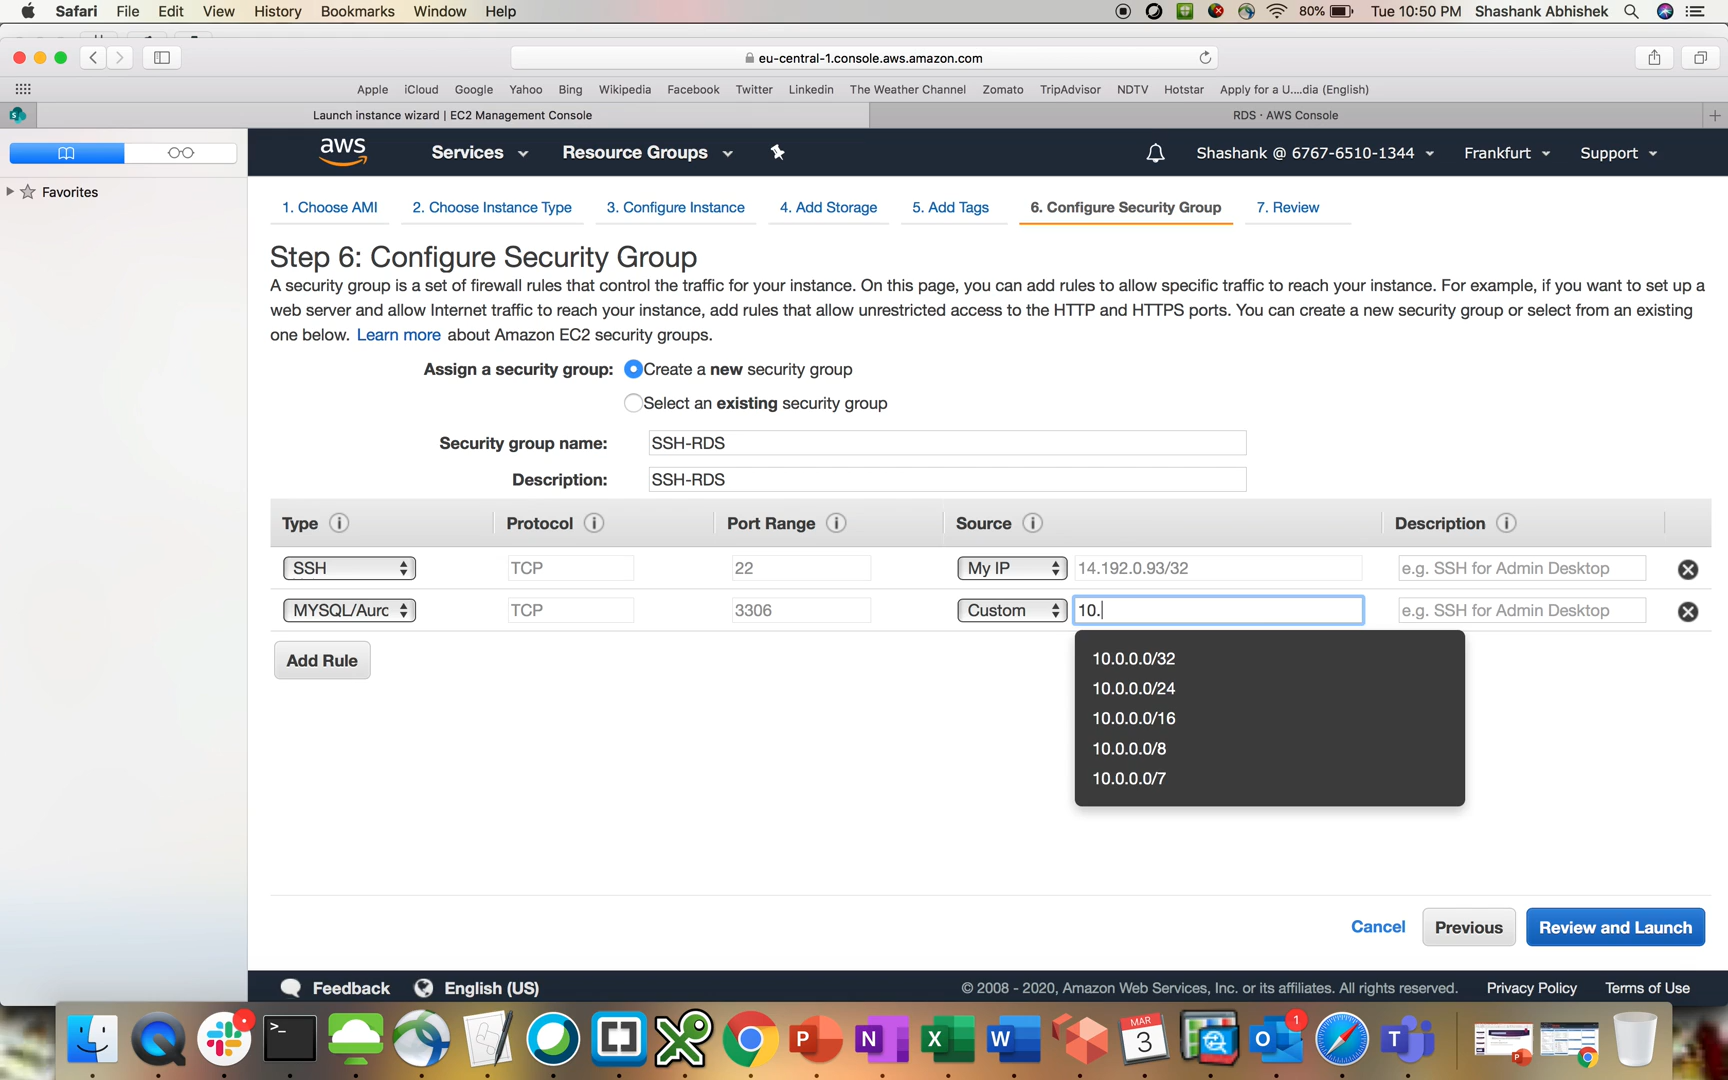 Safari File Edit View History Bookmarks Window Help 80% Tue 10:50 PM Shashank Abhishek
eu-central-1.console.aws.amazon.com
Apple iCloud Google Yahoo Bing Wikipedia Facebook Twitter Linkedin The Weather Channel Zomato TripAdvisor NDTV Hotstar Apply for a U....dia (English)
Launch instance wizard | EC2 Management Console RDS · AWS Console
aws Services Resource Groups Shashank @ 6767-6510-1344 Frankfurt Support
Favorites
1. Choose AMI 2. Choose Instance Type 3. Configure Instance 4. Add Storage 5. Add Tags 6. Configure Security Group 7. Review
Step 6: Configure Security Group
A security group is a set of firewall rules that control the traffic for your instance. On this page, you can add rules to allow specific traffic to reach your instance. For example, if you want to set up a
web server and allow Internet traffic to reach your instance, add rules that allow unrestricted access to the HTTP and HTTPS ports. You can create a new security group or select from an existing
one below. Learn more about Amazon EC2 security groups.
Assign a security group: Create a new security group
Select an existing security group
Security group name: SSH-RDS
Description: SSH-RDS
Type Protocol Port Range Source Description
SSH TCP 22 My IP 14.192.0.93/32 e.g. SSH for Admin Desktop
MYSQL/Aurc TCP 3306 Custom 10. e.g. SSH for Admin Desktop
Add Rule
10.0.0.0/32
10.0.0.0/24
10.0.0.0/16
10.0.0.0/8
10.0.0.0/7
Cancel Previous Review and Launch
Feedback English (US) © 2008 - 2020, Amazon Web Services, Inc. or its affiliates. All rights reserved. Privacy Policy Terms of Use
>_ P N X W MAR 3 O 1 T P